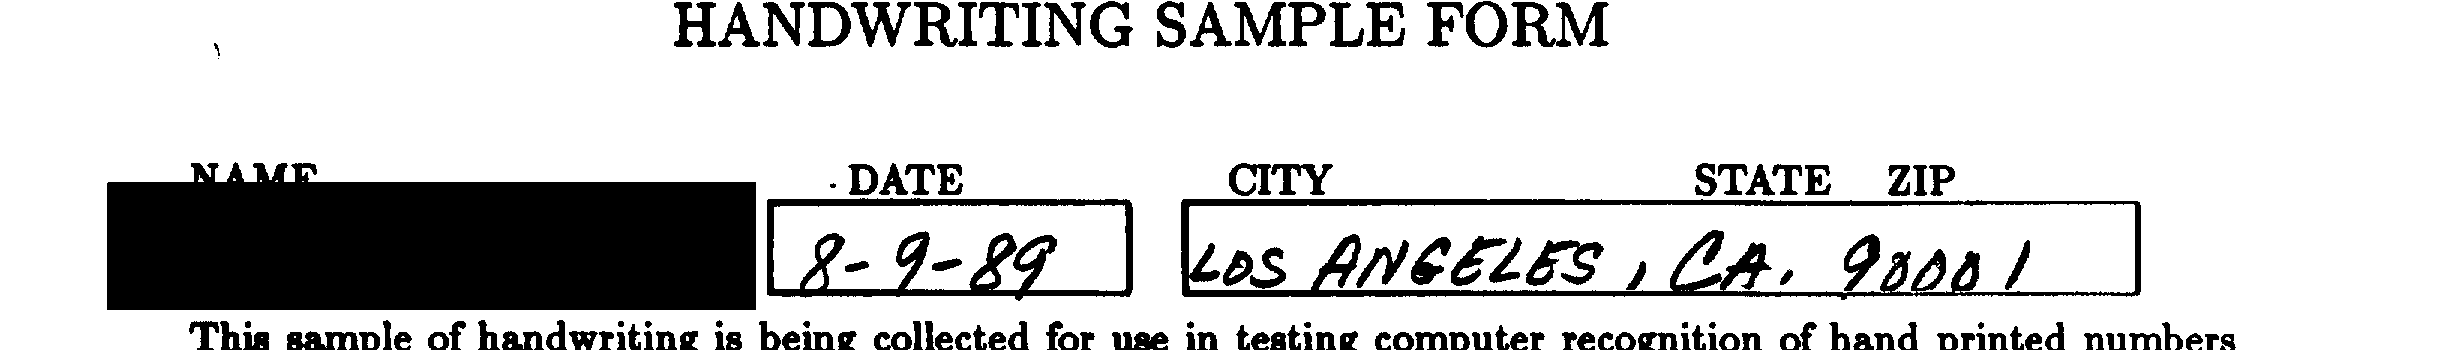 HANDWRITING SAMPLE FORM
NAME DATE CITY STATE ZIP
8-9-89 LOS ANGELES, CA. 90001
This sample of handwriting is being collected for use in testing computer recognition of hand printed numbers